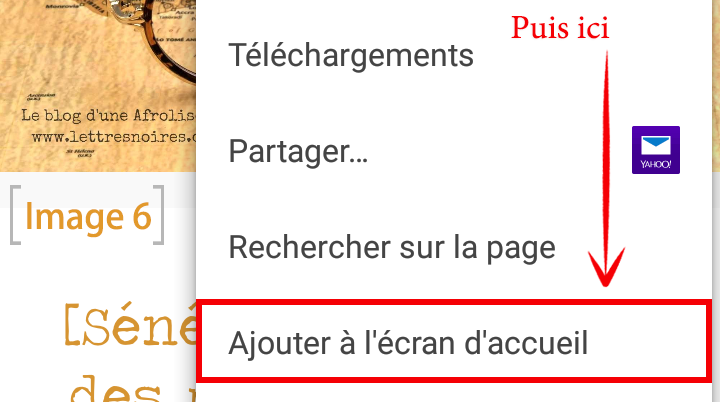 Puis ici
Téléchargements
Le blog d'une Afrolis
www.lettresnoires.c
Partager...
YAHOO!
[Image 6]
Rechercher sur la page
[Séné
Ajouter à l'écran d'accueil
des